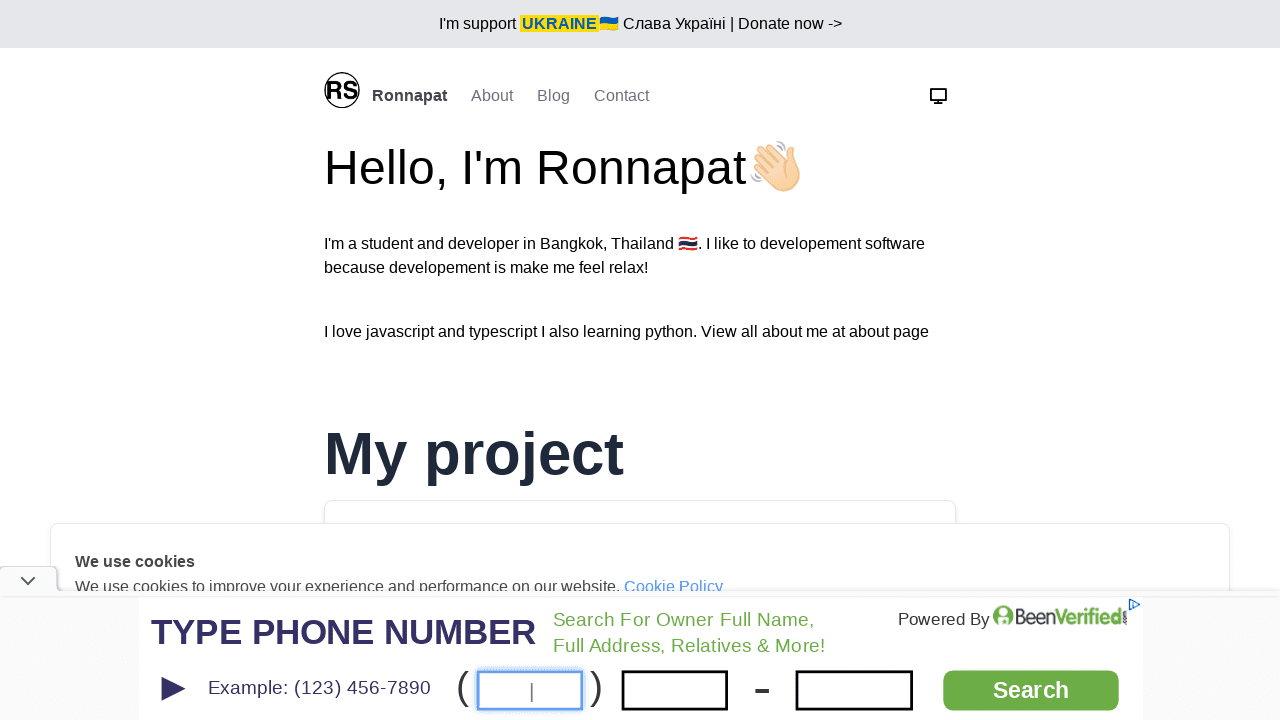 I'm support UKRAINE🇺🇦 Слава Україні | Donate now ->
RS Ronnapat About Blog Contact
Hello, I'm Ronnapat👋🏻
I'm a student and developer in Bangkok, Thailand 🇹🇭. I like to developement software
because developement is make me feel relax!
I love javascript and typescript I also learning python. View all about me at about page
My project
We use cookies
We use cookies to improve your experience and performance on our website. Cookie Policy
TYPE PHONE NUMBER
Search For Owner Full Name,
Full Address, Relatives & More!
Powered By BeenVerified
Example: (123) 456-7890
( | ) -
Search